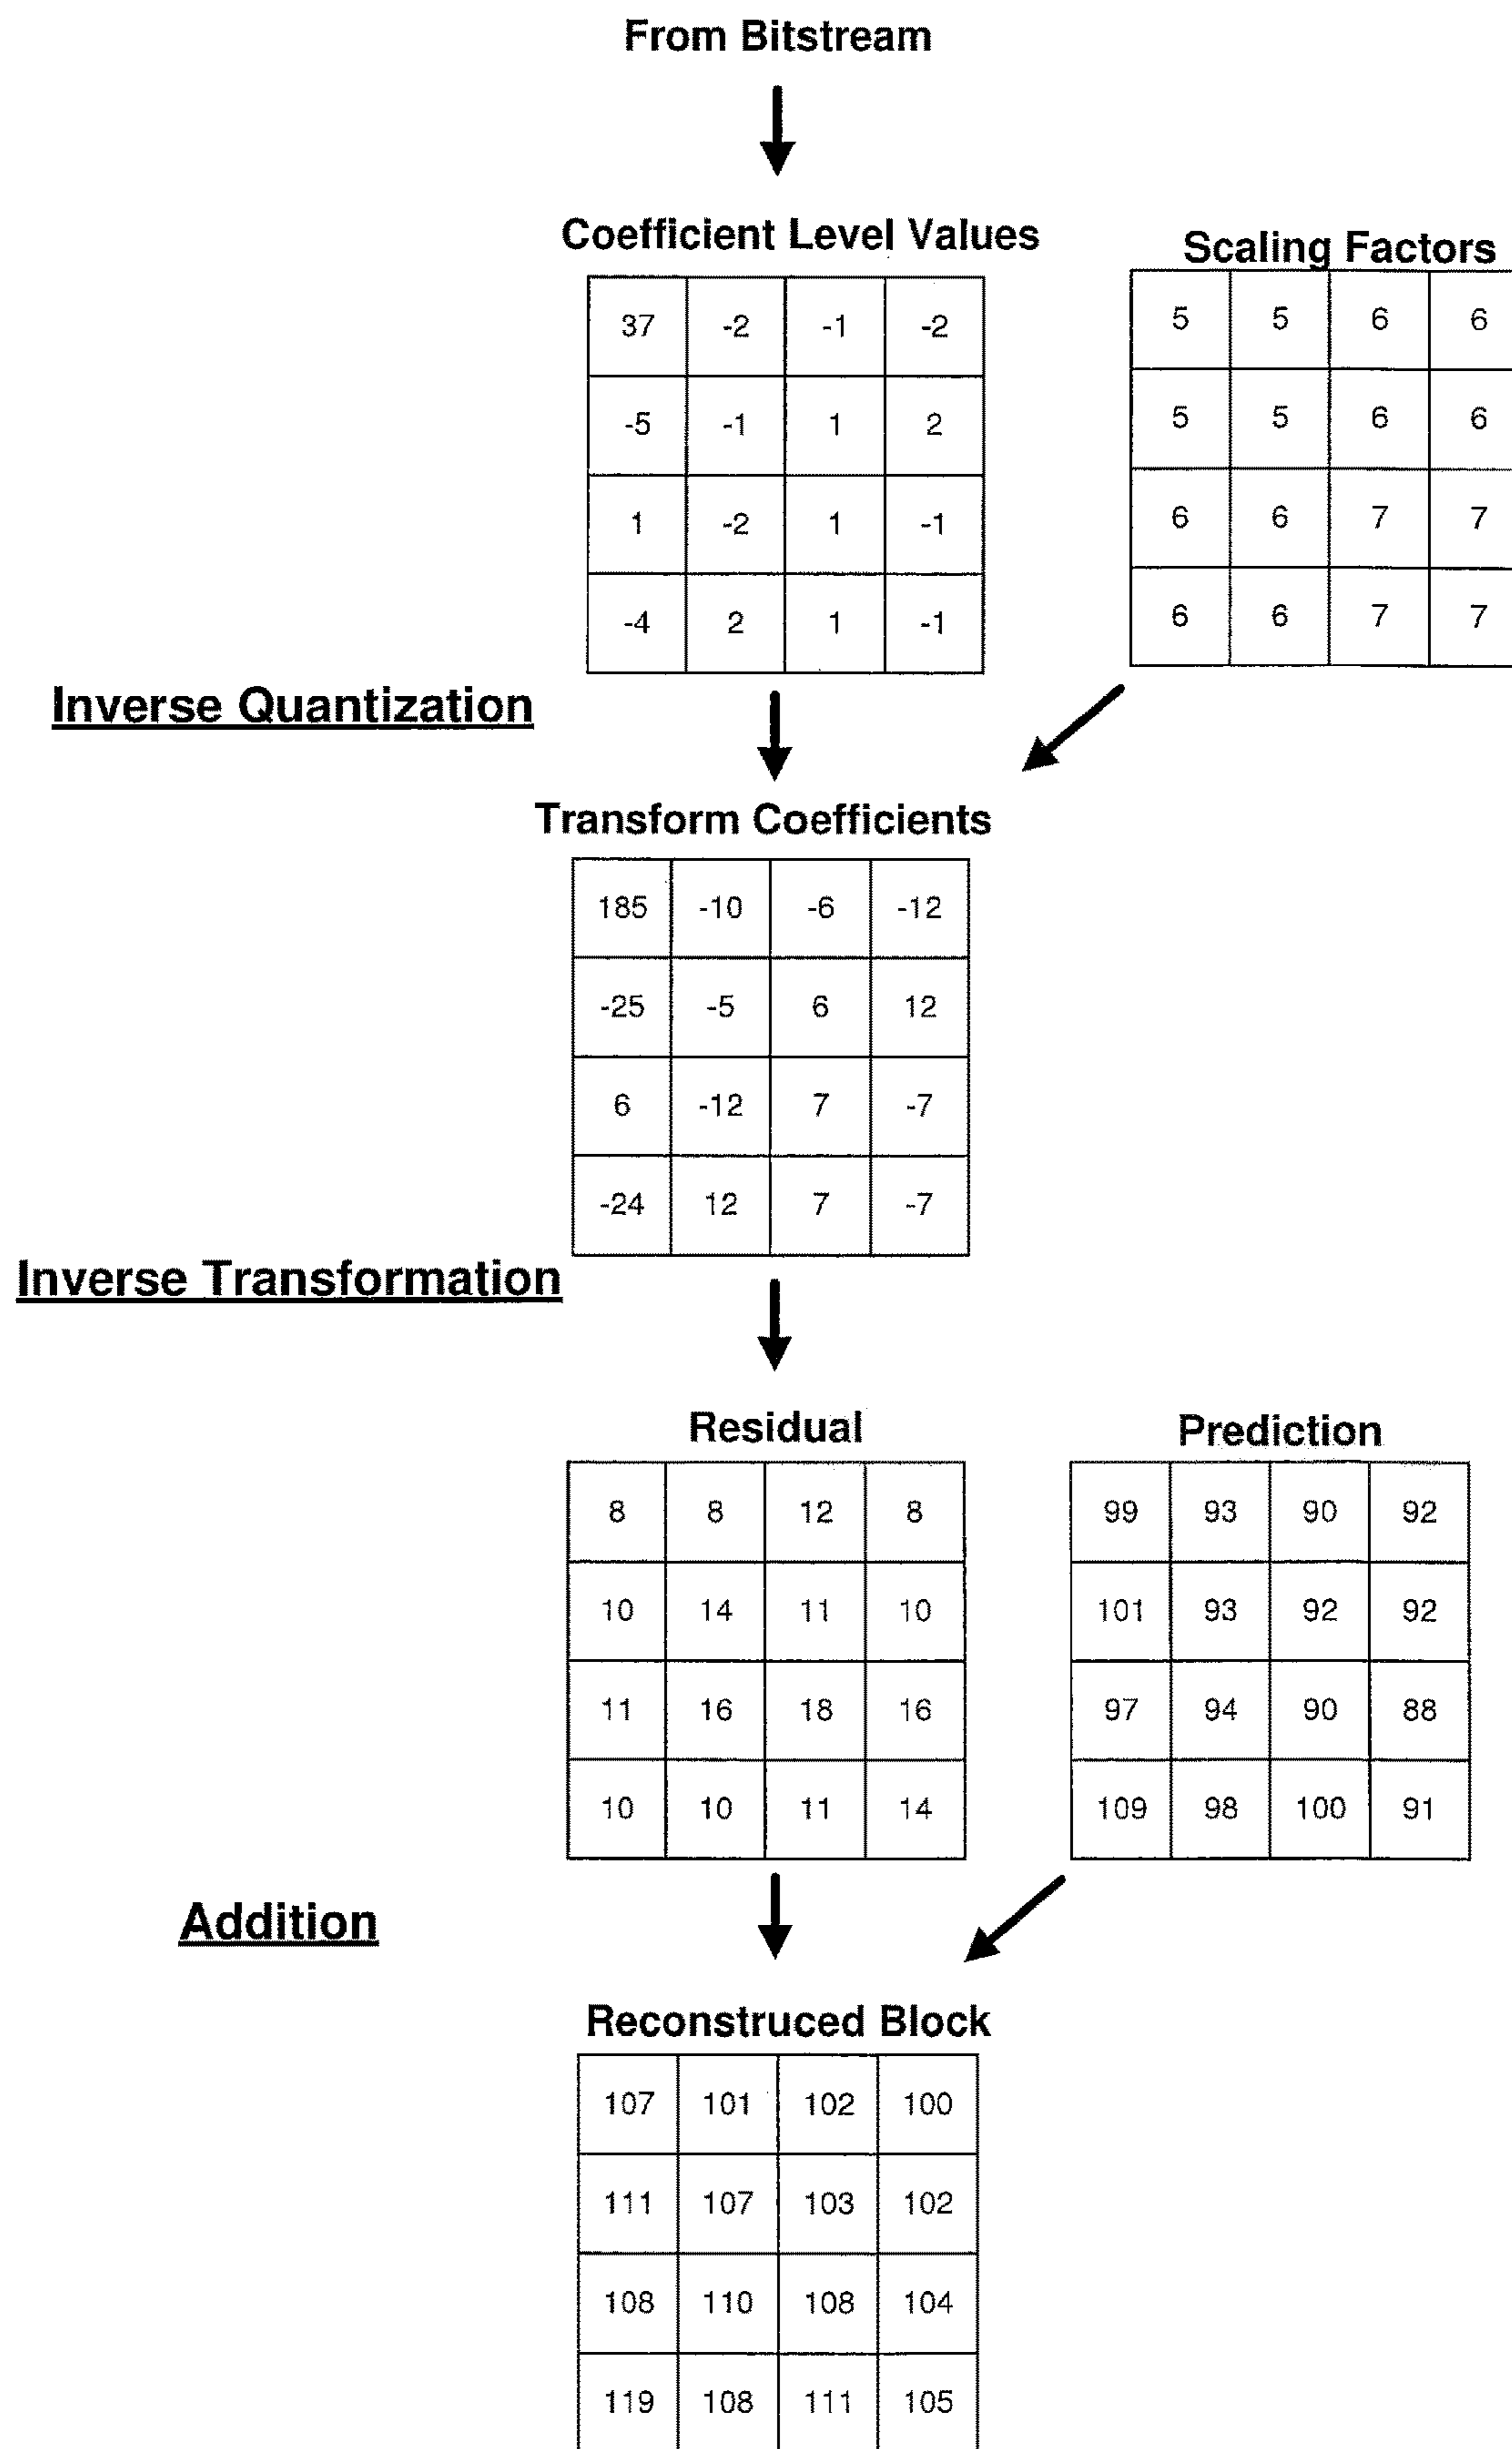 From Bitstream
Coefficient Level Values
37 -2 -1 -2
-5 -1 1 2
1 -2 1 -1
-4 2 1 -1
Scaling Factors
5 5 6 6
5 5 6 6
6 6 7 7
6 6 7 7
Inverse Quantization
Transform Coefficients
185 -10 -6 -12
-25 -5 6 12
6 -12 7 -7
-24 12 7 -7
Inverse Transformation
Residual
8 8 12 8
10 14 11 10
11 16 18 16
10 10 11 14
Prediction
99 93 90 92
101 93 92 92
97 94 90 88
109 98 100 91
Addition
Reconstruced Block
107 101 102 100
111 107 103 102
108 110 108 104
119 108 111 105